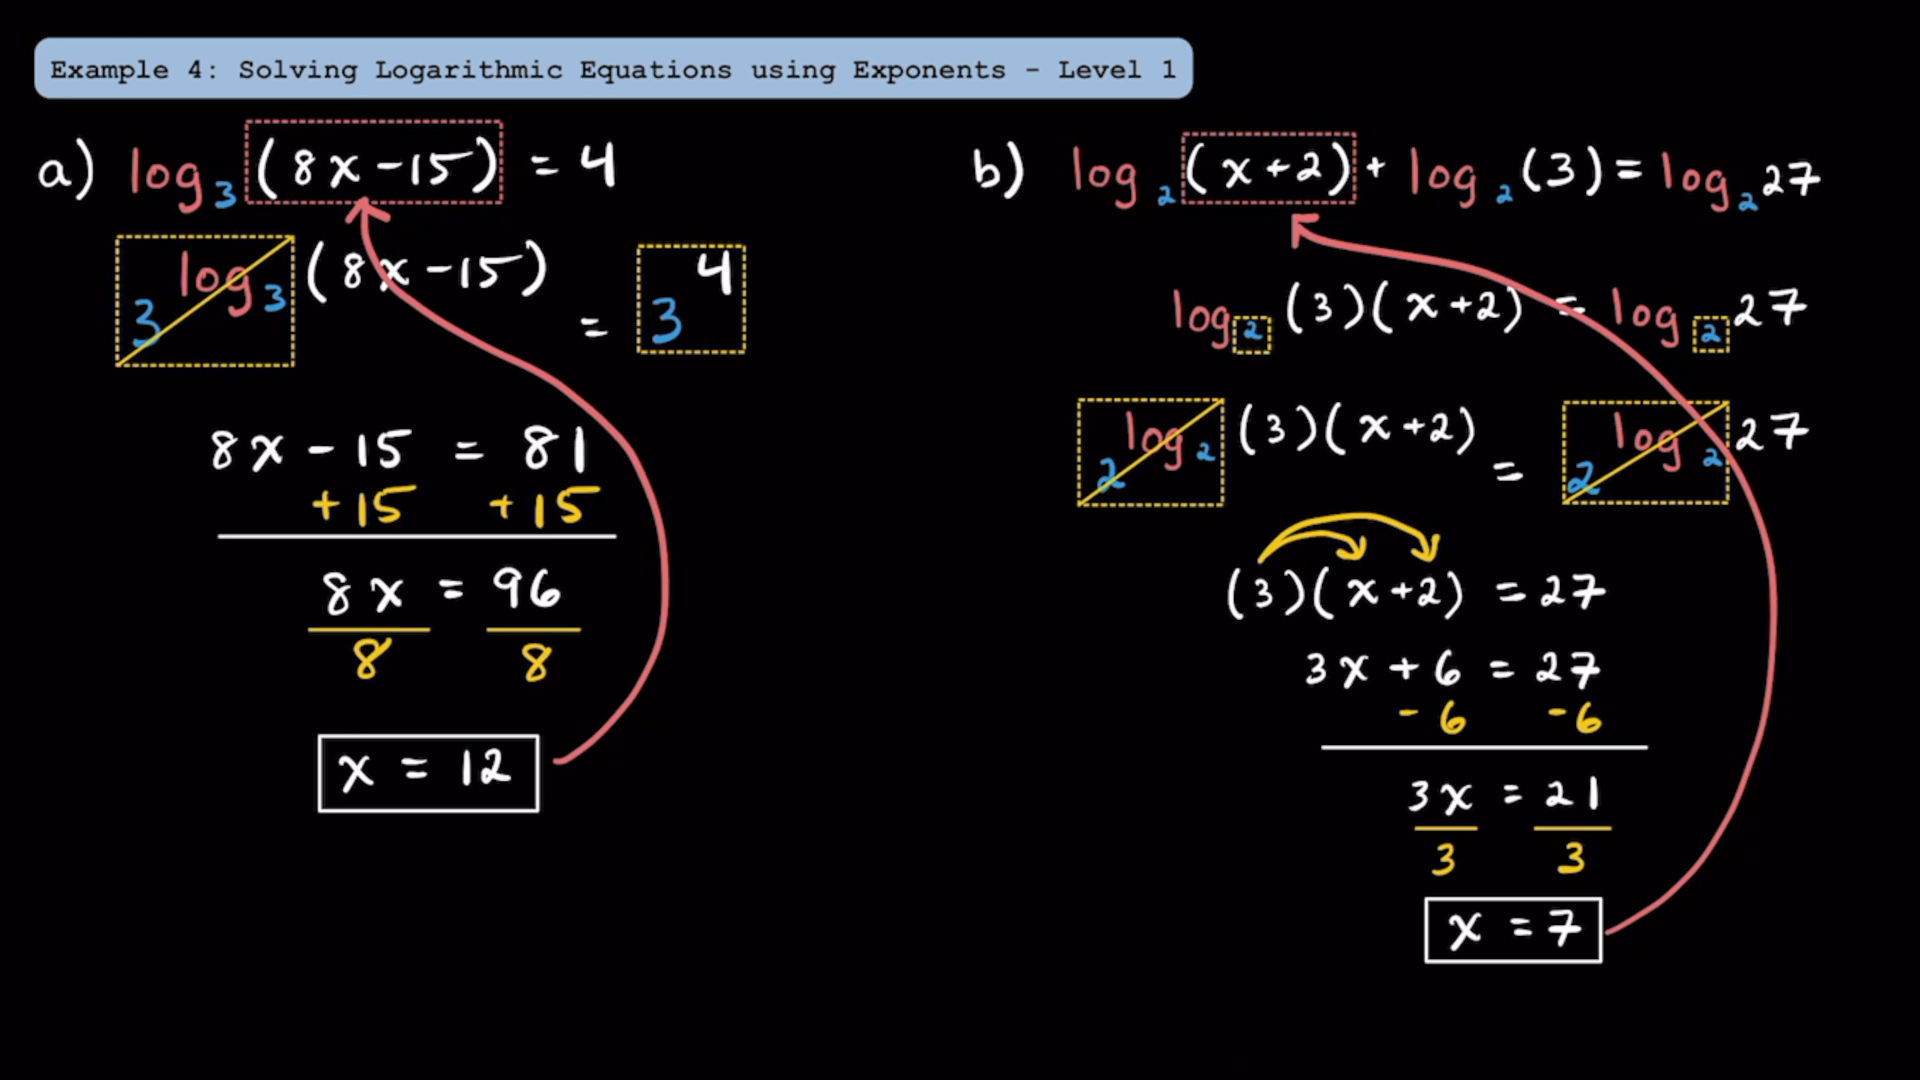 Example 4: Solving Logarithmic Equations using Exponents - Level 1
a) log₃ (8x-15) = 4
3^(log₃ (8x-15)) = 3⁴
8x - 15 = 81
+15 +15
8x = 96
8 8
x = 12
b) log₂ (x+2) + log₂ (3) = log₂ 27
log₂ (3)(x+2) = log₂ 27
2^(log₂ (3)(x+2)) = 2^(log₂ 27)
(3)(x+2) = 27
3x + 6 = 27
- 6 - 6
3x = 21
3 3
x = 7